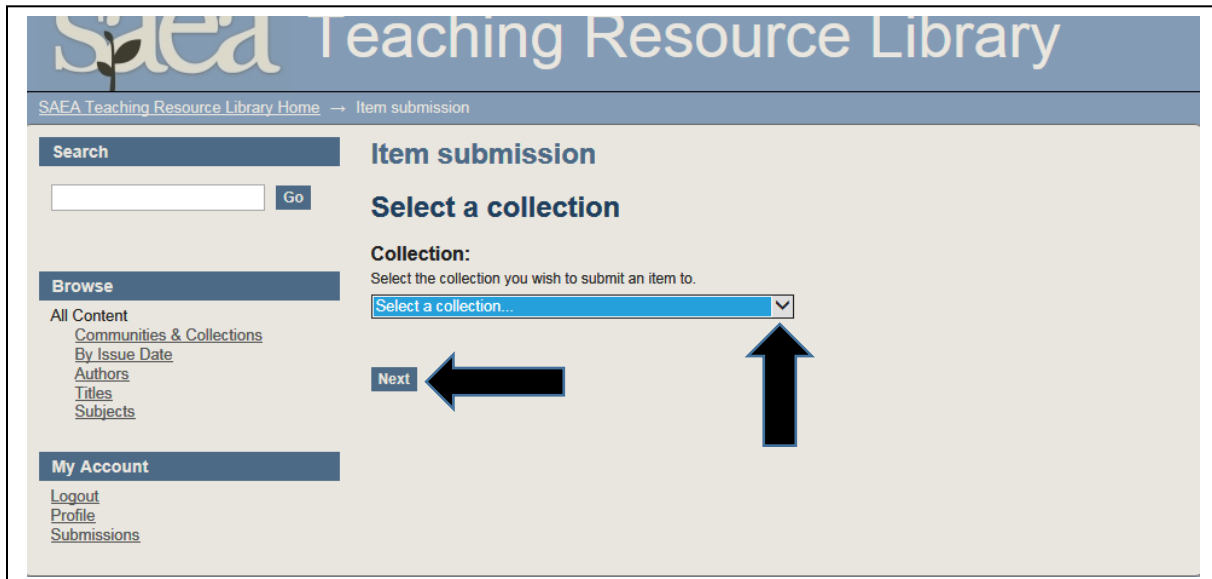 saea Teaching Resource Library
SAEA Teaching Resource Library Home → Item submission
Search
Go
Browse
All Content
Communities & Collections
By Issue Date
Authors
Titles
Subjects
My Account
Logout
Profile
Submissions
Item submission
Select a collection
Collection:
Select the collection you wish to submit an item to.
Select a collection...
Next